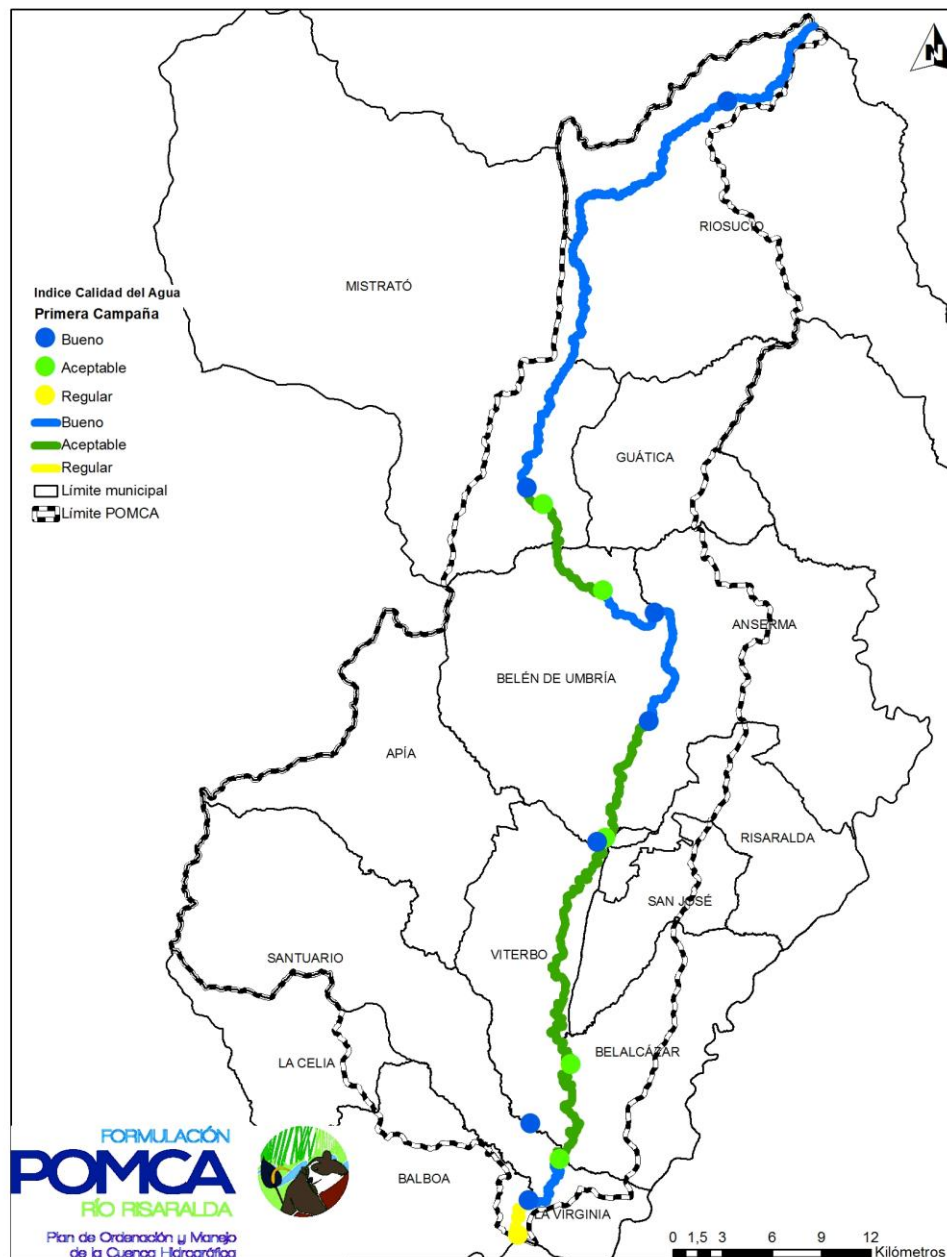 N
RIOSUCIO
MISTRATÓ
Indice Calidad del Agua
Primera Campaña
Bueno
Aceptable
Regular
Bueno
Aceptable
Regular
Límite municipal
Límite POMCA
GUÁTICA
ANSERMA
BELÉN DE UMBRÍA
APÍA
RISARALDA
SAN JOSÉ
SANTUARIO
VITERBO
LA CELIA
BELALCÁZAR
BALBOA
LA VIRGINIA
FORMULACIÓN
POMCA
RÍO RISARALDA
Plan de Ordenación y Manejo
de la Cuenca Hidrográfica
0 1,5 3 6 9 12
Kilómetros